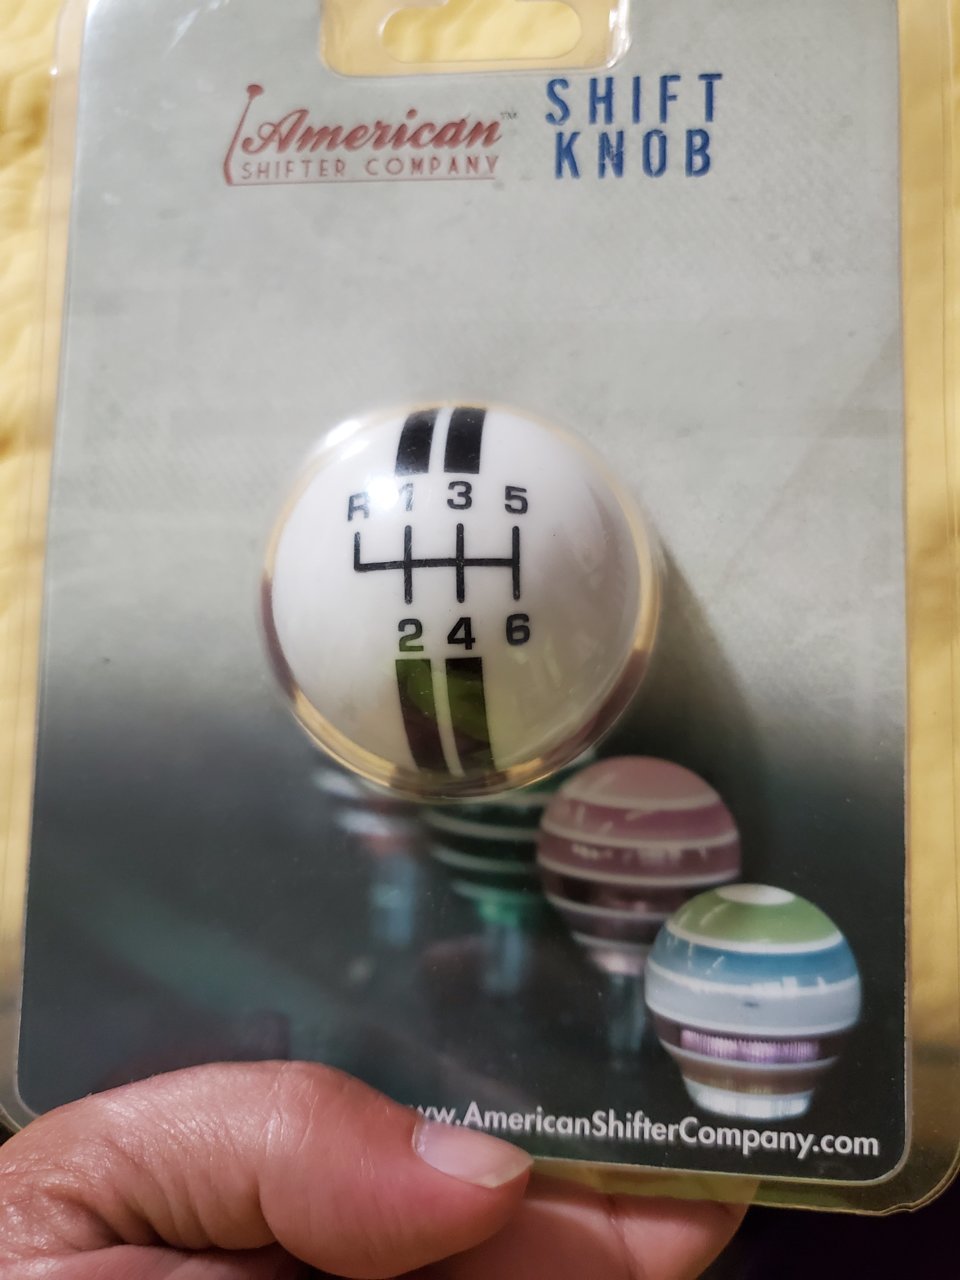 American™
SHIFTER COMPANY
SHIFT
KNOB
R 1 3 5
2 4 6
www.AmericanShifterCompany.com